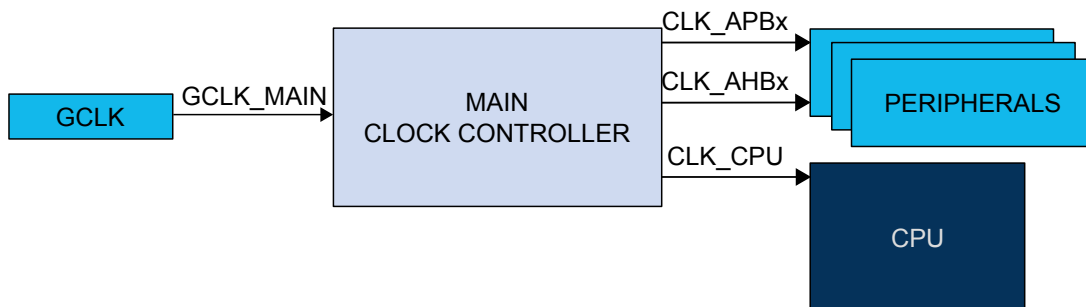 GCLK
GCLK_MAIN
MAIN
CLOCK CONTROLLER
CLK_APBx
CLK_AHBx
CLK_CPU
PERIPHERALS
CPU